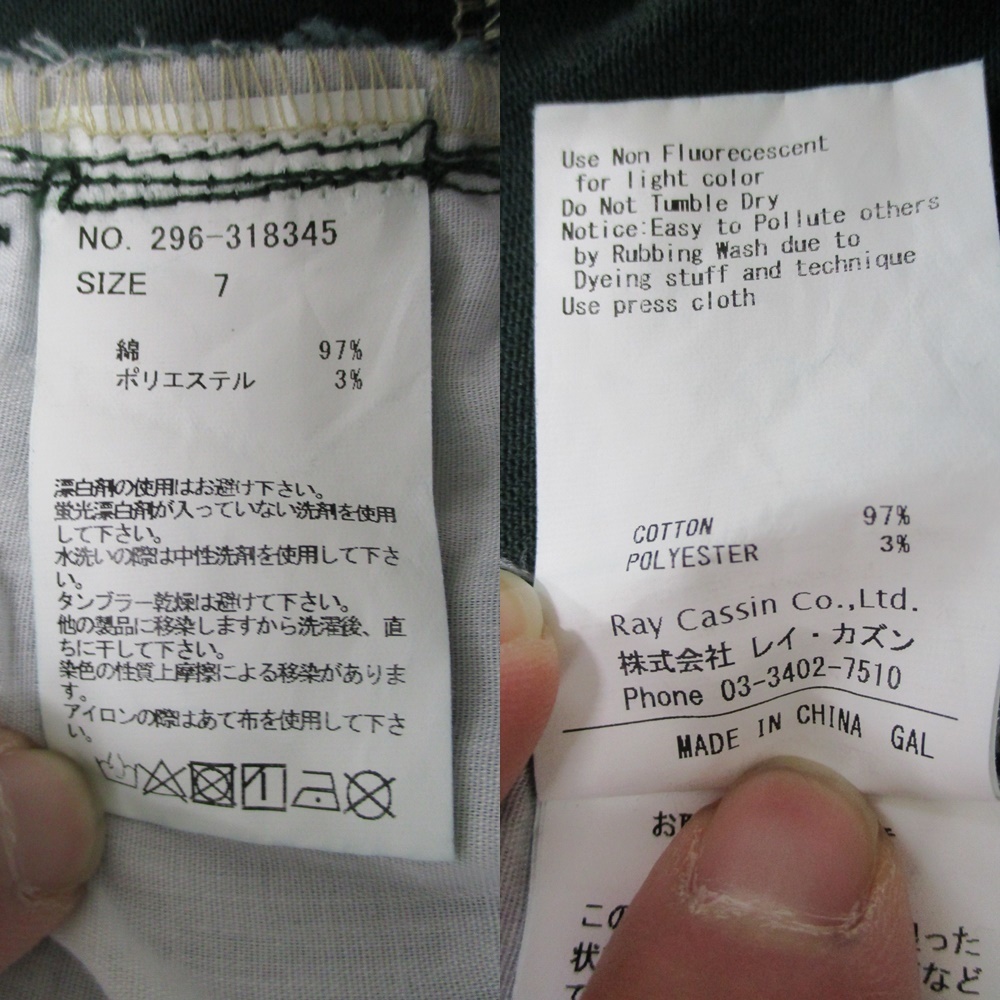 NO. 296-318345
SIZE 7
綿 97%
ポリエステル 3%
漂白剤の使用はお避け下さい。
蛍光漂白剤が入っていない洗剤を使用
して下さい。
水洗いの際は中性洗剤を使用して下さ
い。
タンブラー乾燥は避けて下さい。
他の製品に移染しますから洗濯後、直
ちに干して下さい。
染色の性質上摩擦による移染がありま
す。
アイロンの際はあて布を使用して下さ
い。
Use Non Fluorecescent
for light color
Do Not Tumble Dry
Notice:Easy to Pollute others
by Rubbing Wash due to
Dyeing stuff and technique
Use press cloth
COTTON 97%
POLYESTER 3%
Ray Cassin Co.,Ltd.
株式会社 レイ・カズン
Phone 03-3402-7510
MADE IN CHINA GAL
お
この った
状 など